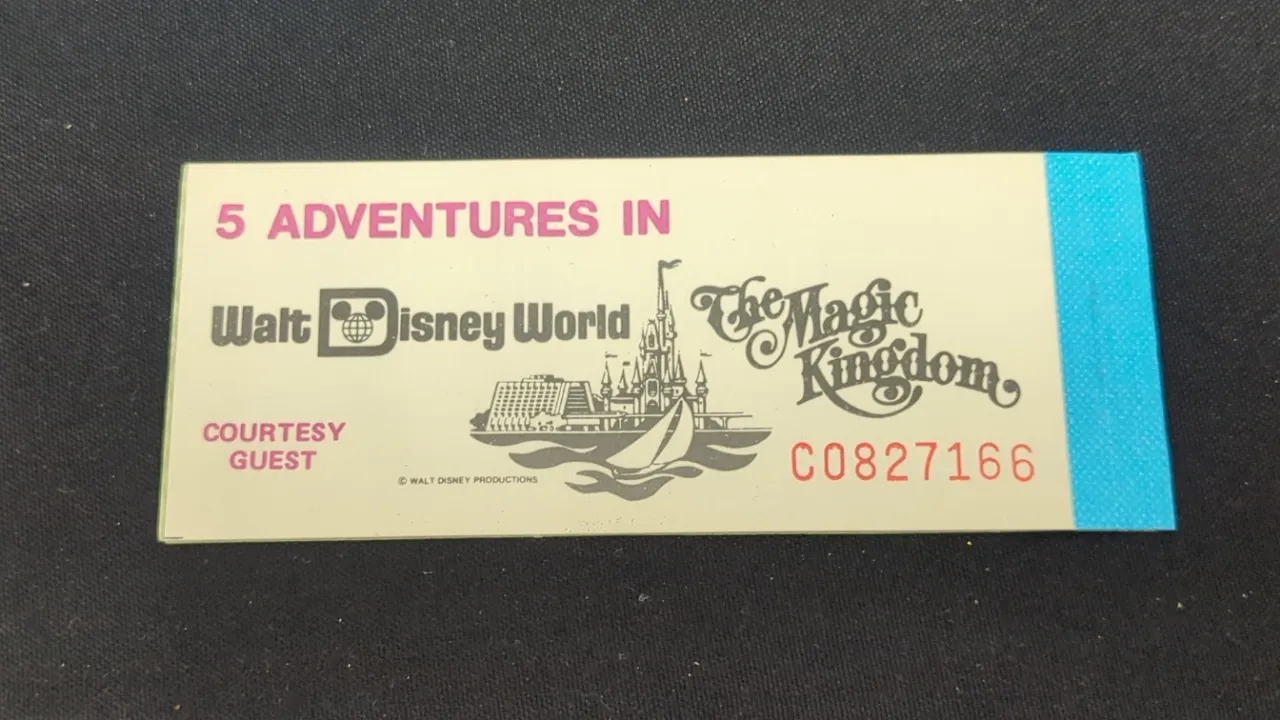 5 ADVENTURES IN
Walt Disney World
The Magic
Kingdom
COURTESY
GUEST
© WALT DISNEY PRODUCTIONS
C0827166